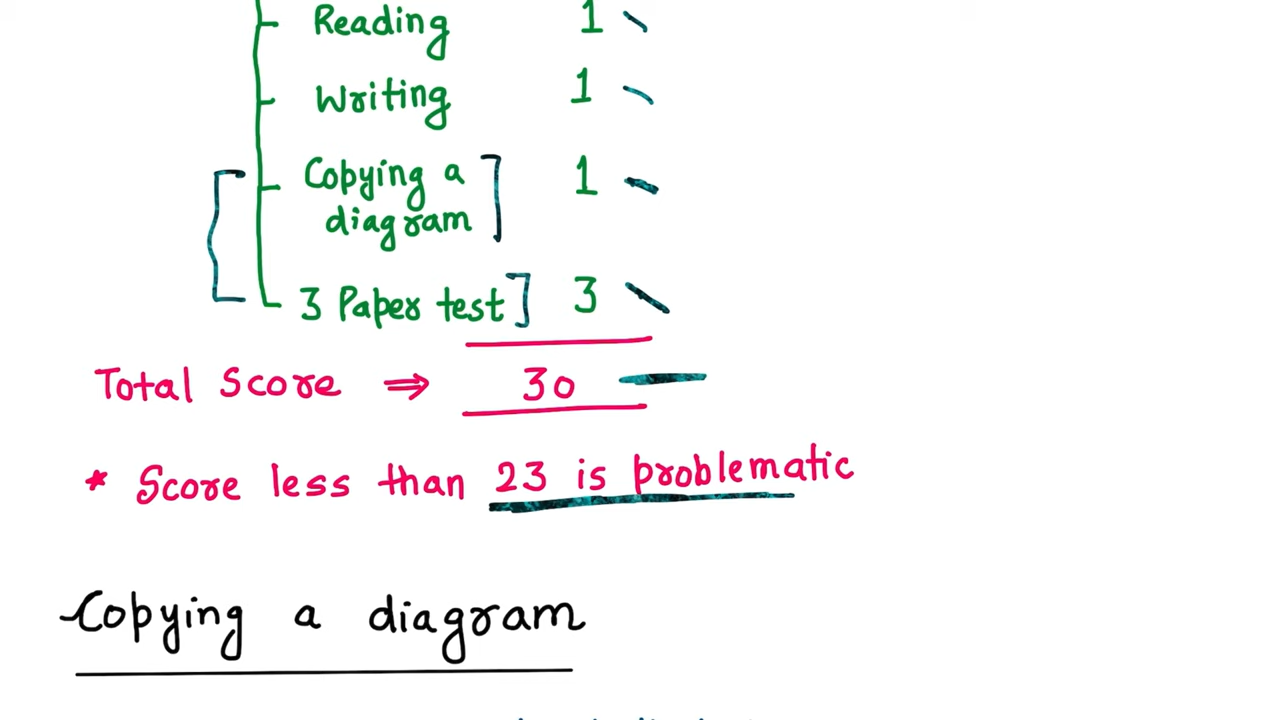 Reading 1
Writing 1
Copying a 1
diagram
3 Paper test 3
Total Score ⇒ 30
* Score less than 23 is problematic
Copying a diagram